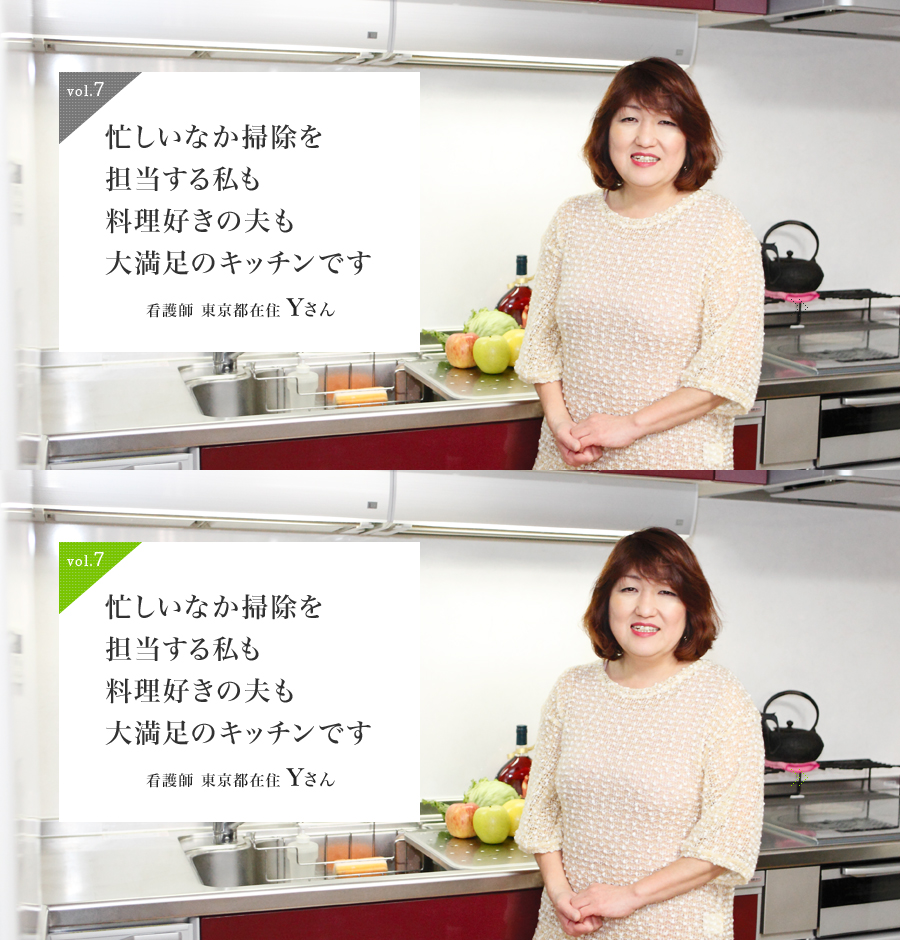 vol.7
忙しいなか掃除を
担当する私も
料理好きの夫も
大満足のキッチンです
看護師 東京都在住 Yさん
vol.7
忙しいなか掃除を
担当する私も
料理好きの夫も
大満足のキッチンです
看護師 東京都在住 Yさん